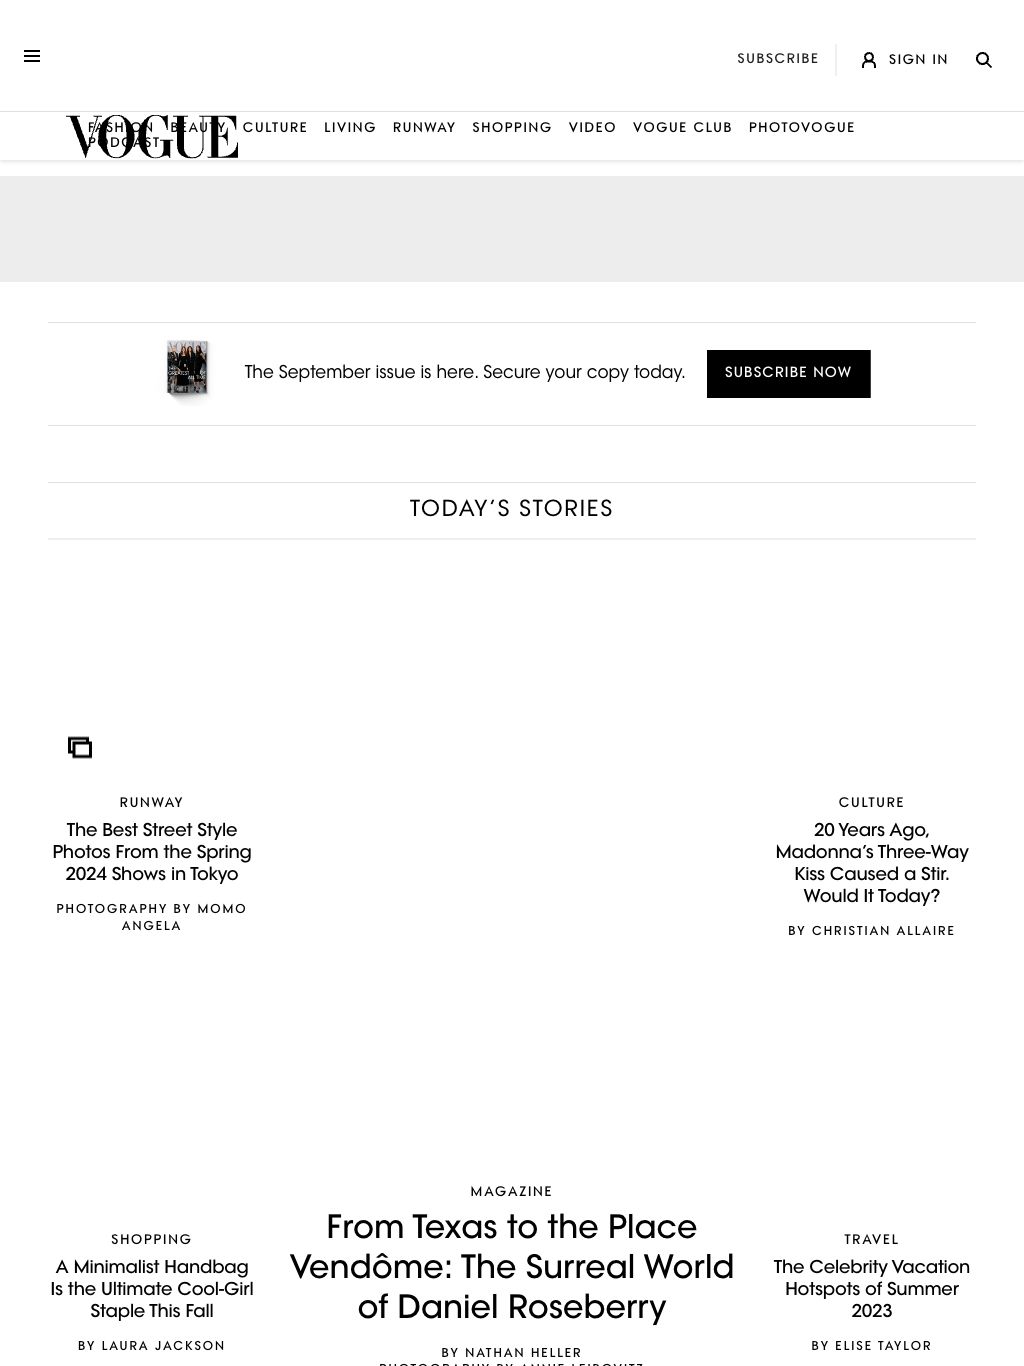 SUBSCRIBE
SIGN IN
VOGUE
FASHION BEAUTY CULTURE LIVING RUNWAY SHOPPING VIDEO VOGUE CLUB PHOTOVOGUE
PODCAST
The September issue is here. Secure your copy today.
SUBSCRIBE NOW
TODAY’S STORIES
RUNWAY
The Best Street Style
Photos From the Spring
2024 Shows in Tokyo
PHOTOGRAPHY BY MOMO
ANGELA
CULTURE
20 Years Ago,
Madonna’s Three-Way
Kiss Caused a Stir.
Would It Today?
BY CHRISTIAN ALLAIRE
SHOPPING
A Minimalist Handbag
Is the Ultimate Cool-Girl
Staple This Fall
BY LAURA JACKSON
MAGAZINE
From Texas to the Place
Vendôme: The Surreal World
of Daniel Roseberry
BY NATHAN HELLER
PHOTOGRAPHY BY ANNIE LEIBOVITZ
TRAVEL
The Celebrity Vacation
Hotspots of Summer
2023
BY ELISE TAYLOR